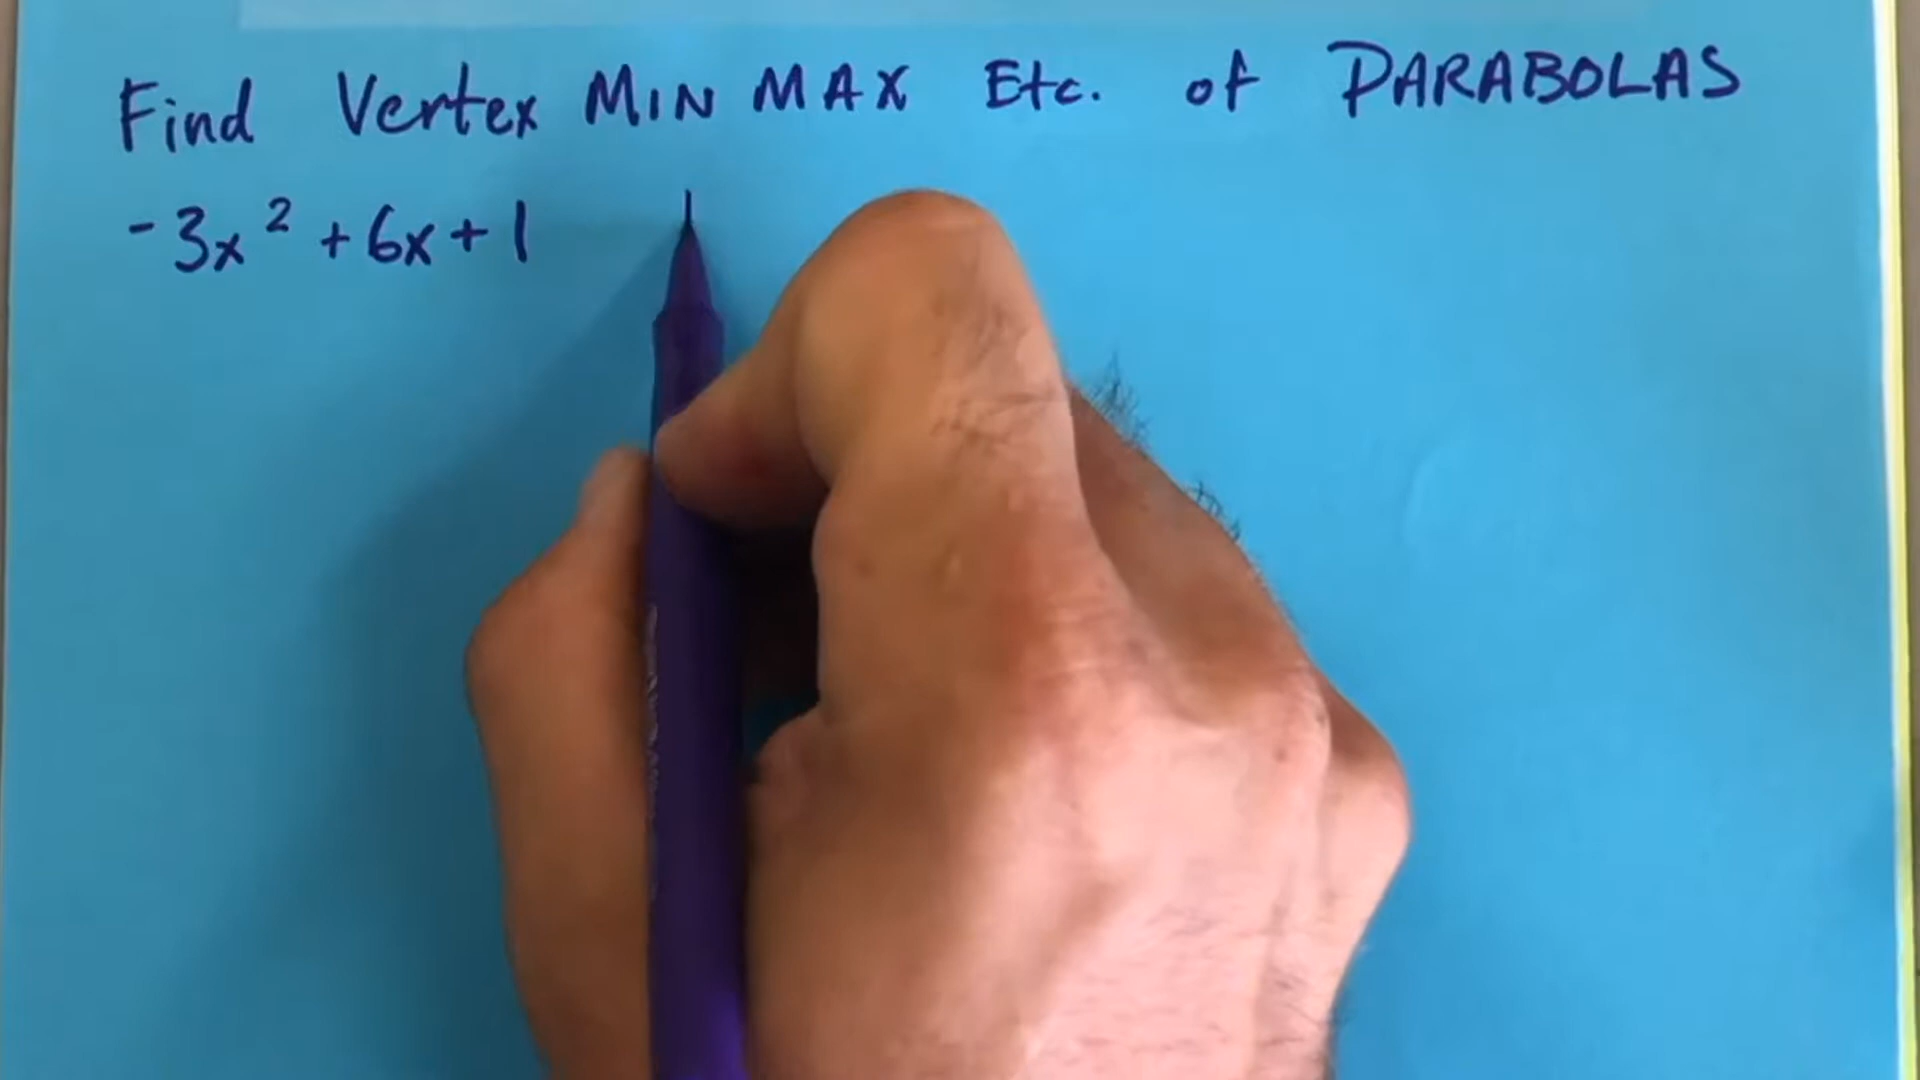 Find Vertex MIN MAX Etc. of PARABOLAS
-3x² + 6x + 1